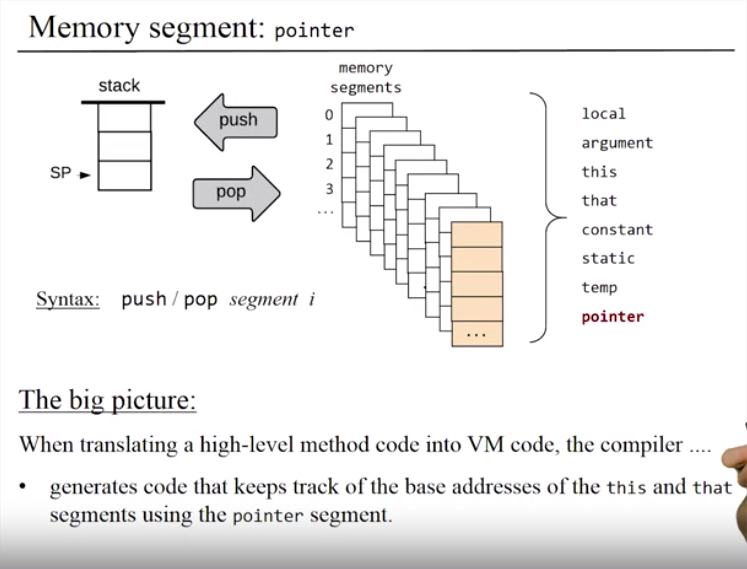 Memory segment: pointer
stack
push
pop
SP
memory
segments
0
1
2
3
...
...
local
argument
this
that
constant
static
temp
pointer
Syntax: push / pop segment i
The big picture:
When translating a high-level method code into VM code, the compiler ....
• generates code that keeps track of the base addresses of the this and that
segments using the pointer segment.